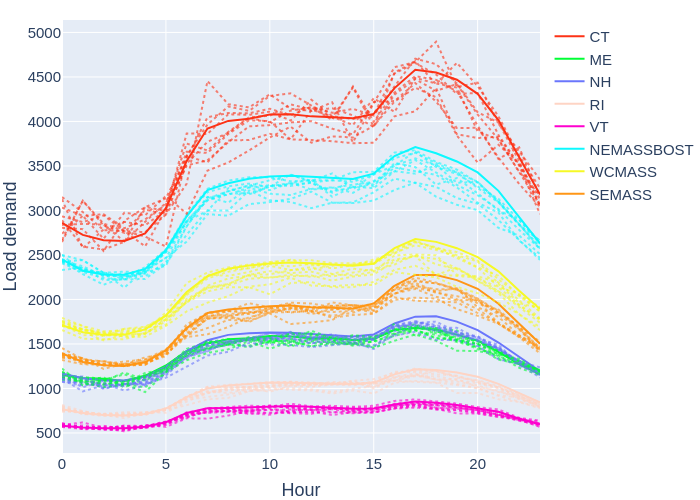 5000
4500
4000
3500
3000
2500
2000
1500
1000
500
0
5
10
15
20
Load demand
Hour
CT
ME
NH
RI
VT
NEMASSBOST
WCMASS
SEMASS